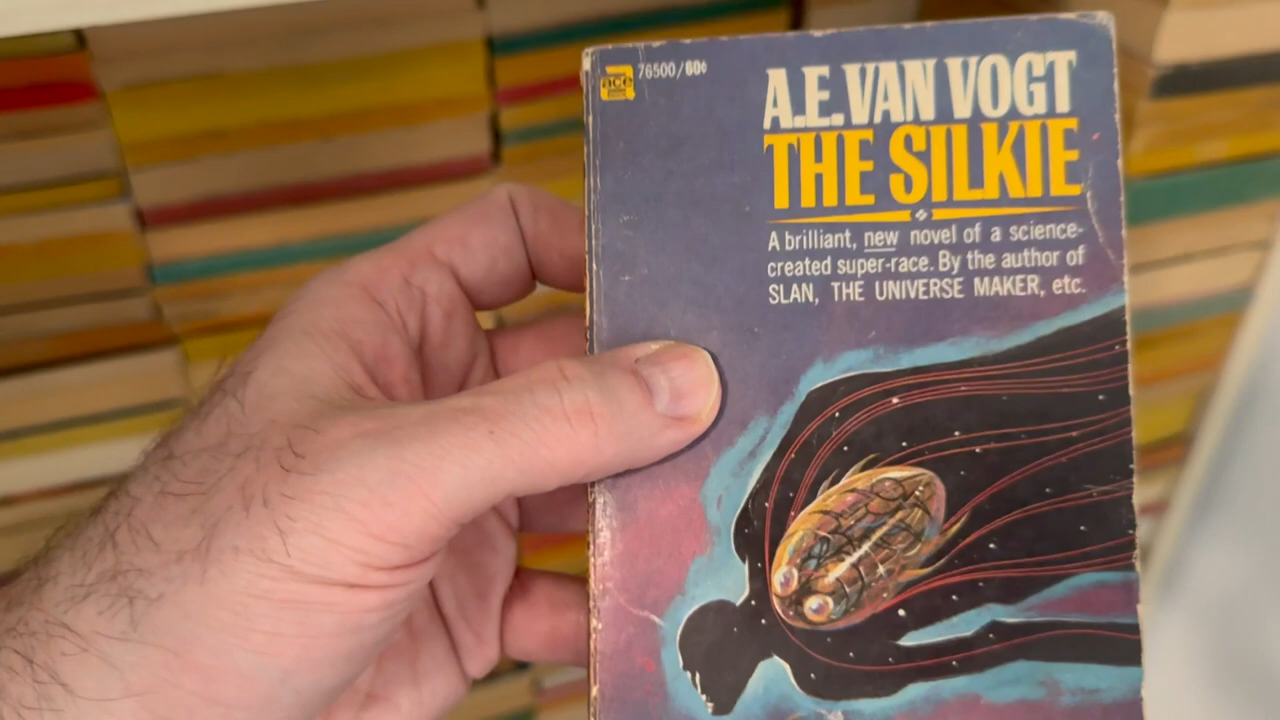 ace
76500/60¢
A.E. VAN VOGT
THE SILKIE
A brilliant, new novel of a science-
created super-race. By the author of
SLAN, THE UNIVERSE MAKER, etc.